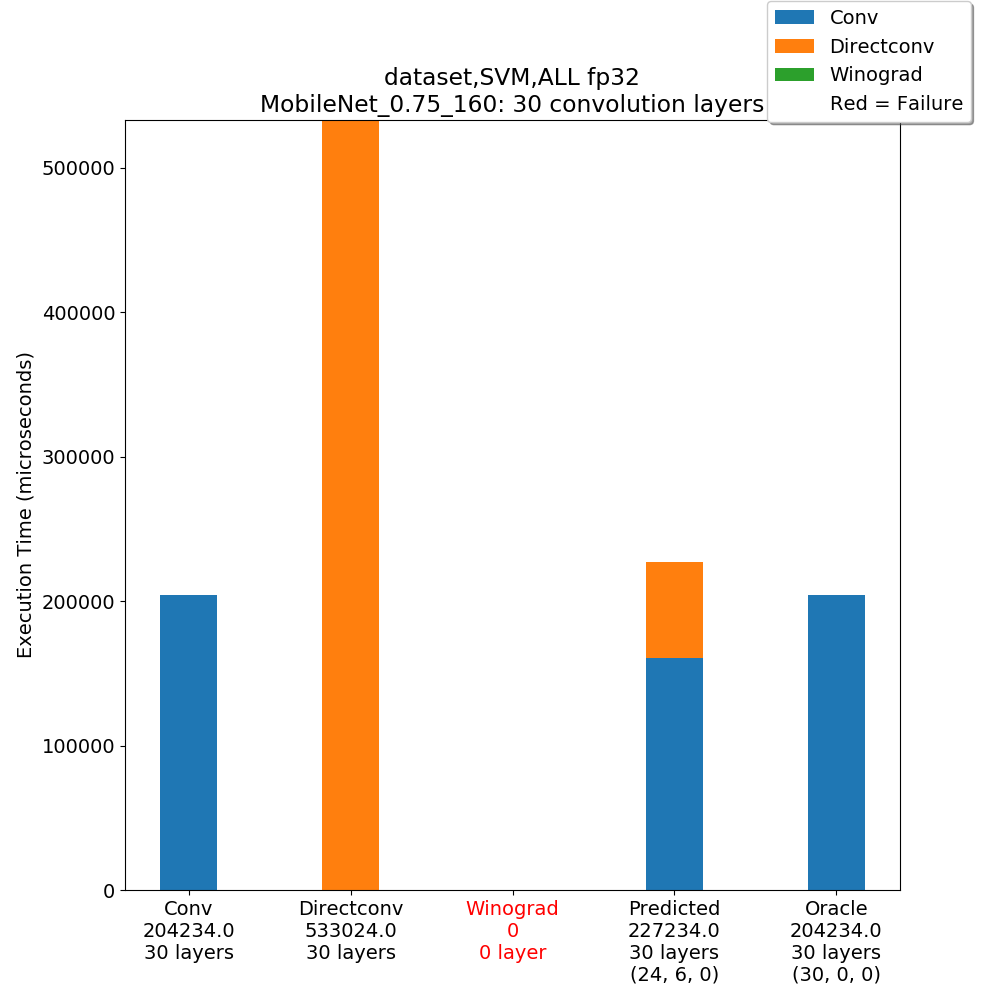 Conv
Directconv
Winograd
Red = Failure
dataset,SVM,ALL fp32
MobileNet_0.75_160: 30 convolution layers
Execution Time (microseconds)
500000
400000
300000
200000
100000
0
Conv
204234.0
30 layers
Directconv
533024.0
30 layers
Winograd
0
0 layer
Predicted
227234.0
30 layers
(24, 6, 0)
Oracle
204234.0
30 layers
(30, 0, 0)